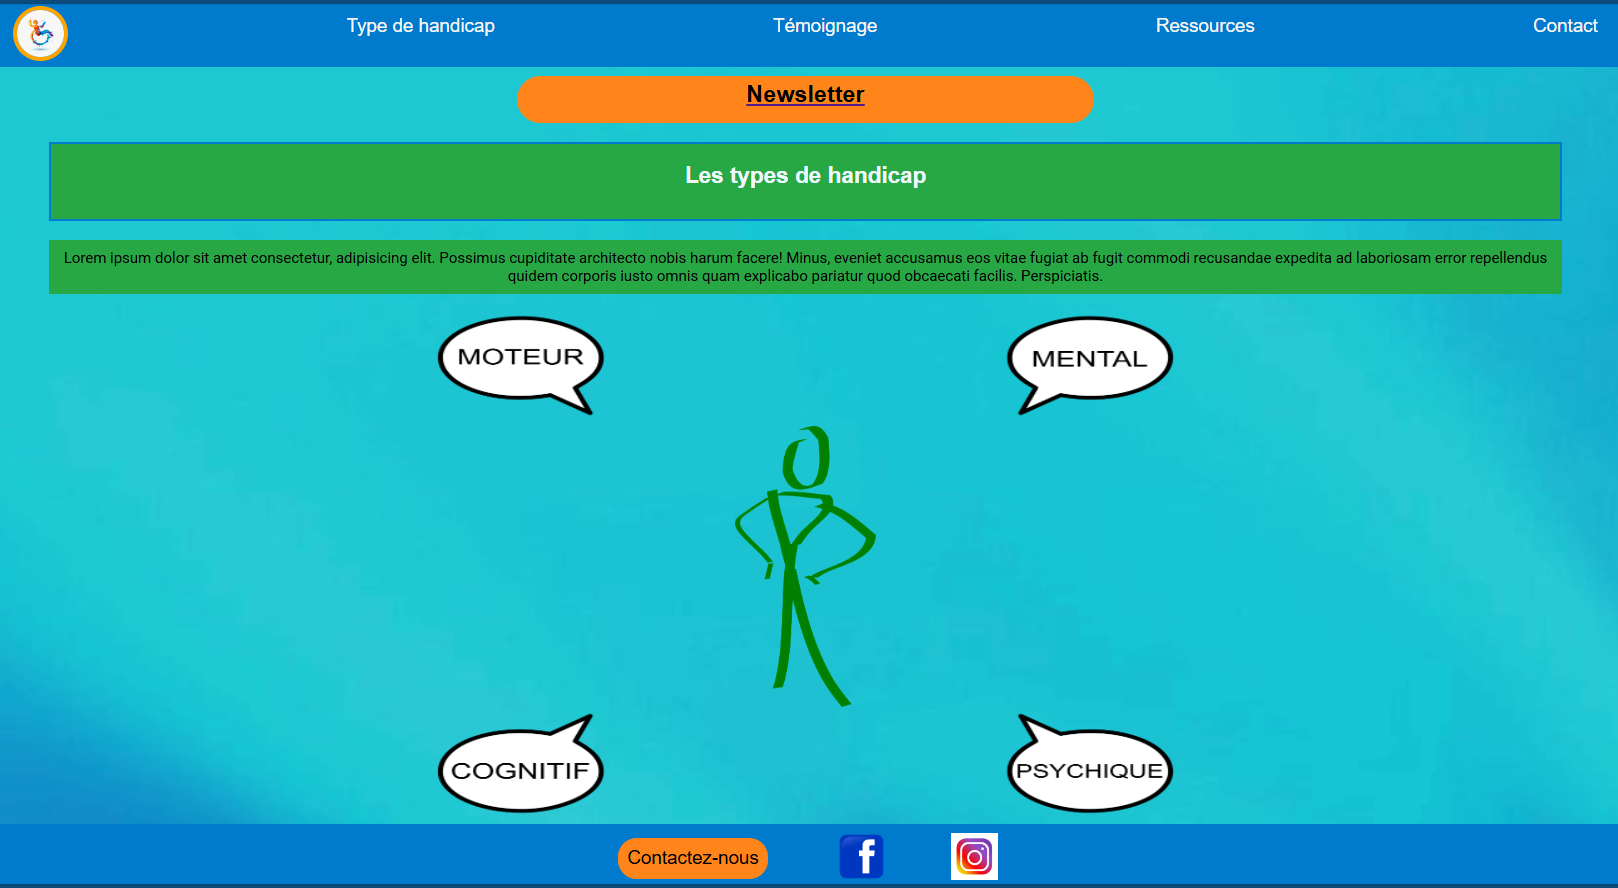 Type de handicap
Témoignage
Ressources
Contact
Newsletter
Les types de handicap
Lorem ipsum dolor sit amet consectetur, adipisicing elit. Possimus cupiditate architecto nobis harum facere! Minus, eveniet accusamus eos vitae fugiat ab fugit commodi recusandae expedita ad laboriosam error repellendus
quidem corporis iusto omnis quam explicabo pariatur quod obcaecati facilis. Perspiciatis.
MOTEUR
MENTAL
COGNITIF
PSYCHIQUE
Contactez-nous
f